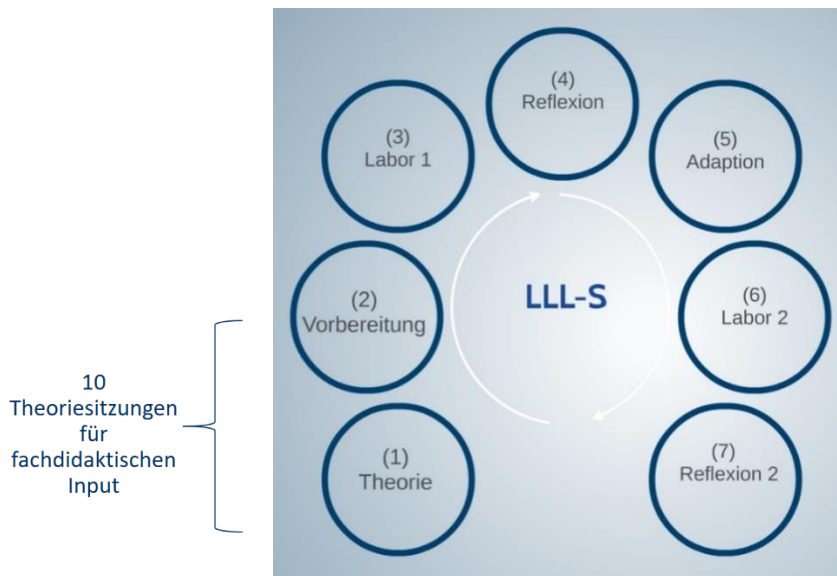 10
Theoriesitzungen
für
fachdidaktischen
Input
(1)
Theorie
(2)
Vorbereitung
(3)
Labor 1
(4)
Reflexion
(5)
Adaption
(6)
Labor 2
(7)
Reflexion 2
LLL-S